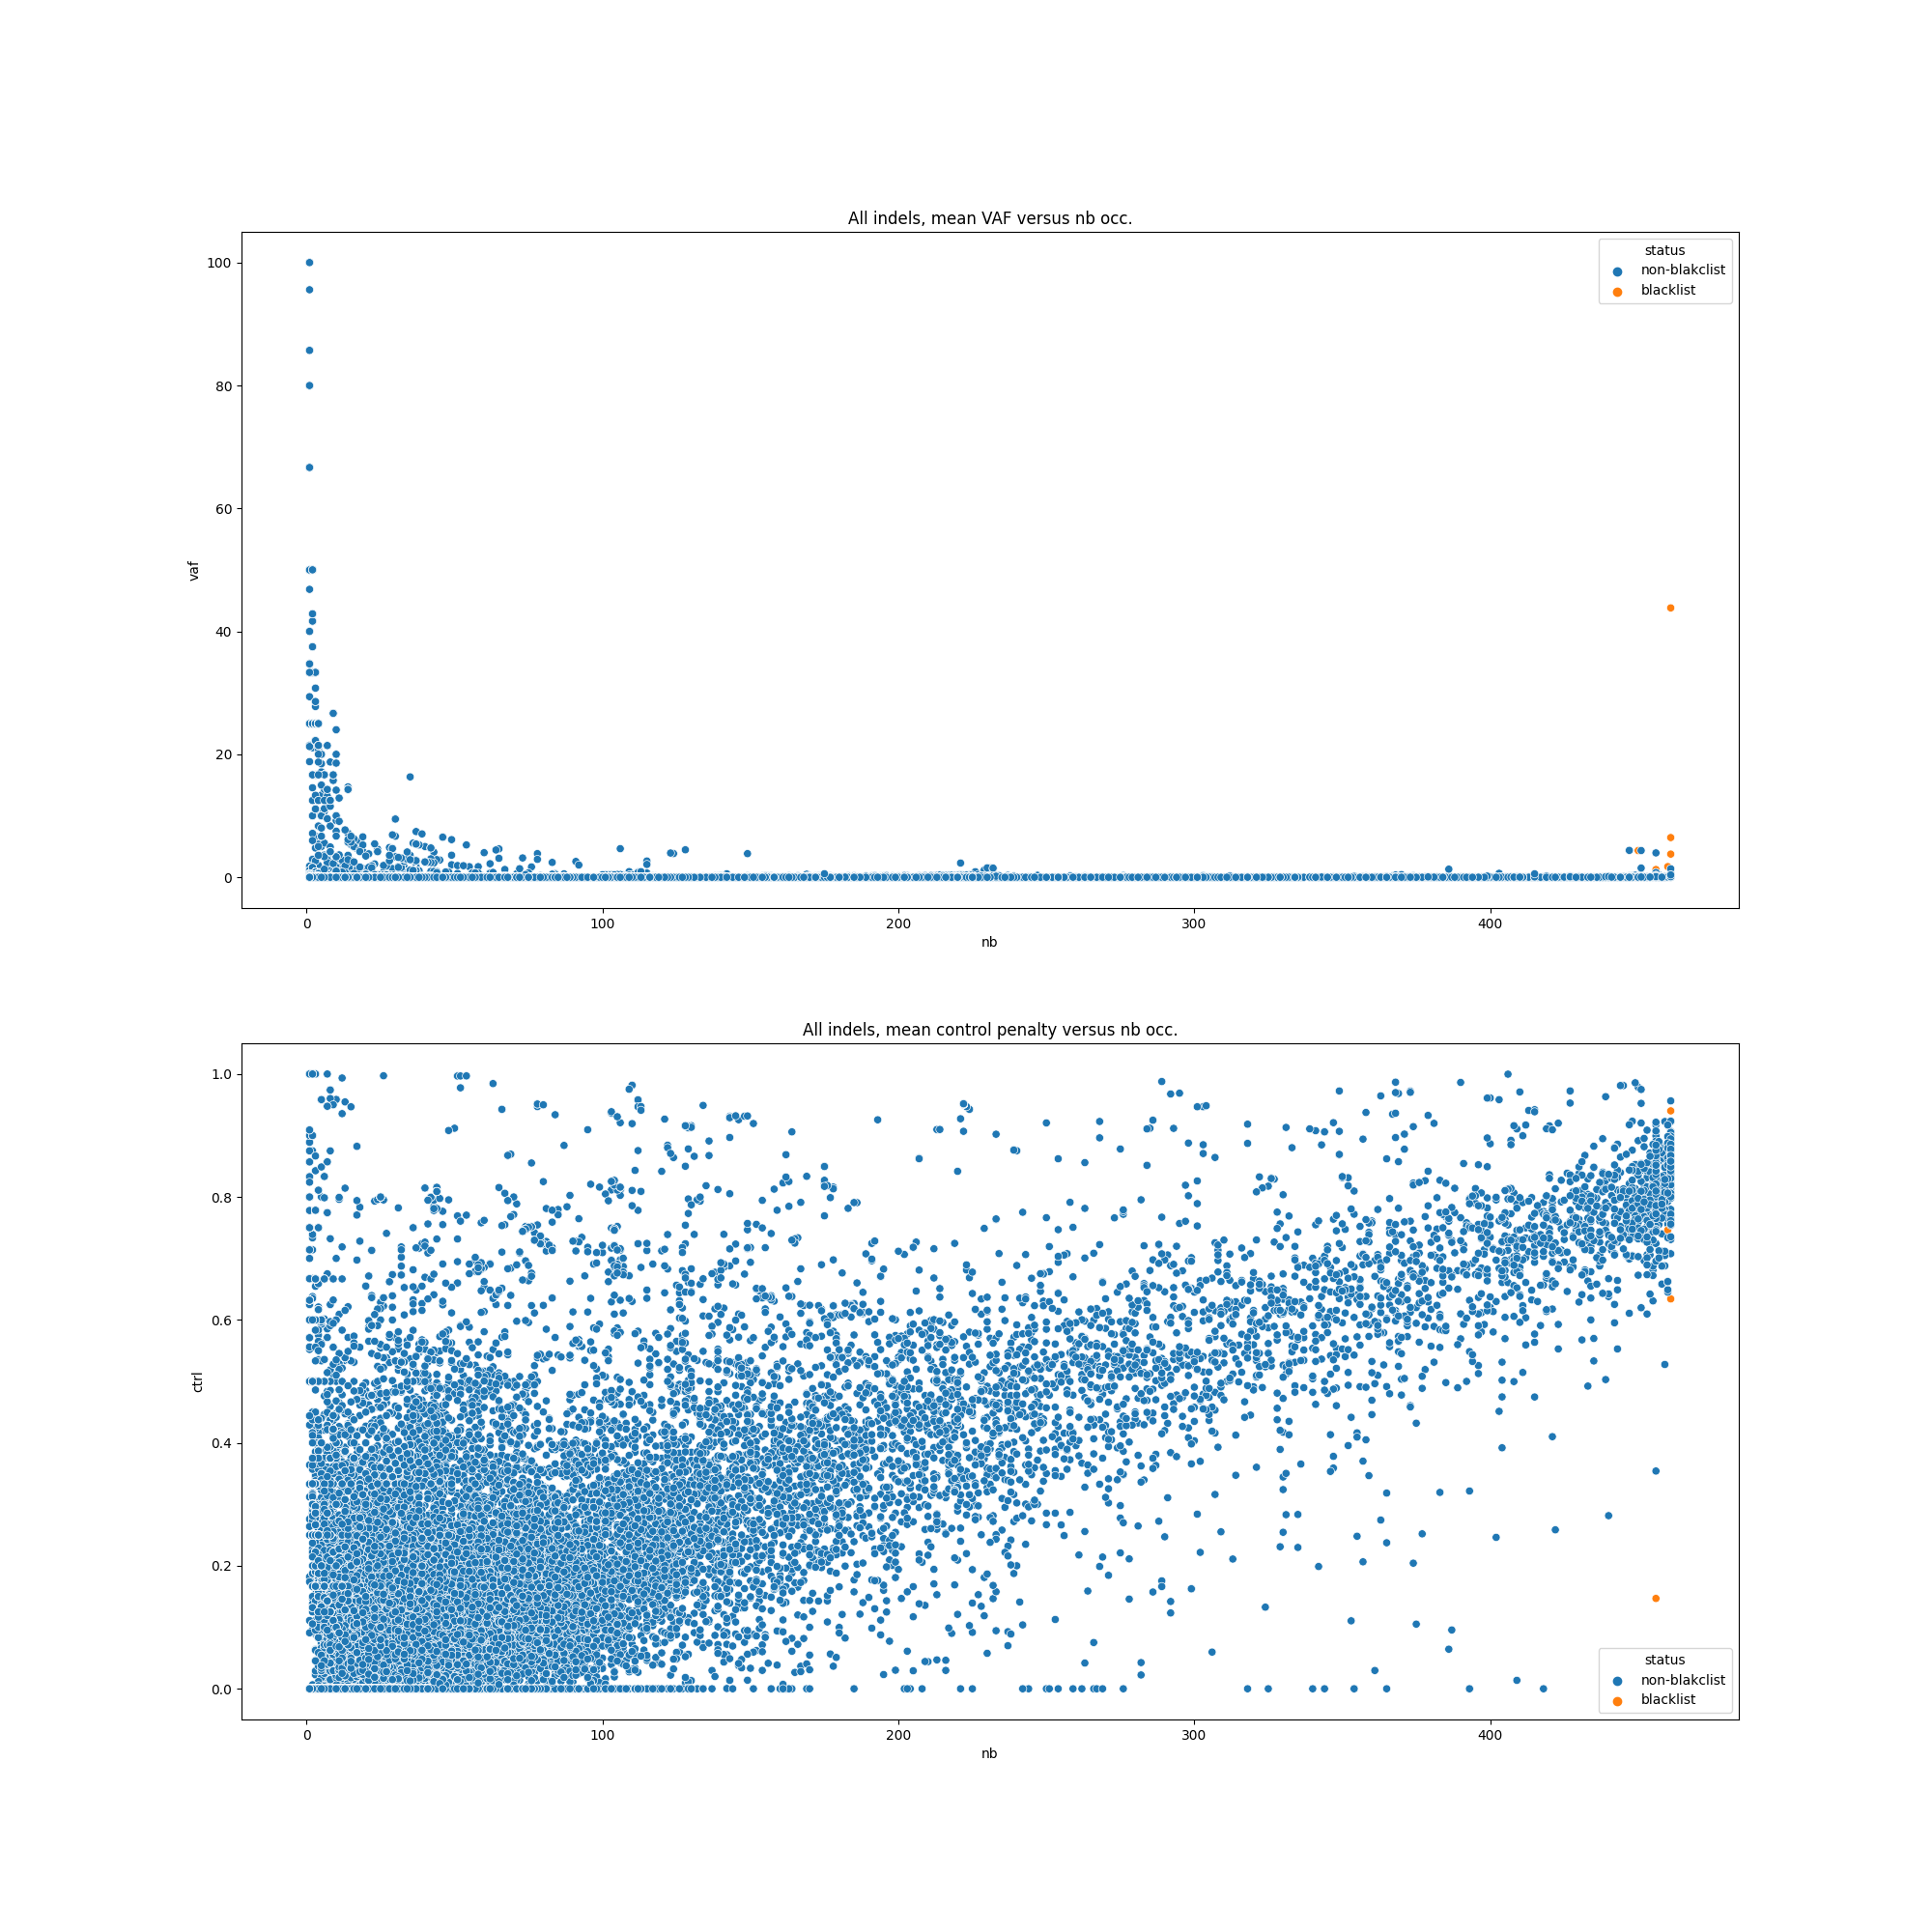 All indels, mean VAF versus nb occ.
status
non-blakclist
blacklist
100
80
60
40
20
0
vaf
0 100 200 300 400
nb
All indels, mean control penalty versus nb occ.
1.0
0.8
0.6
0.4
0.2
0.0
ctrl
status
non-blakclist
blacklist
0 100 200 300 400
nb